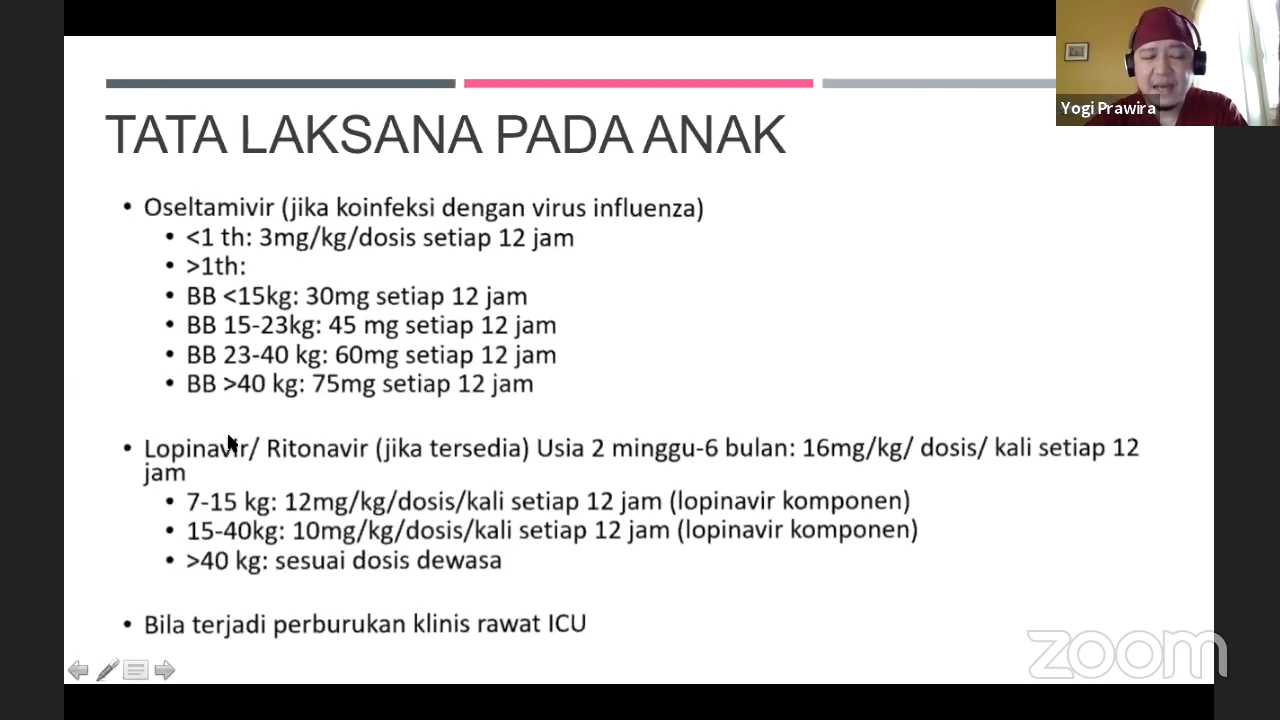 Yogi Prawira
TATA LAKSANA PADA ANAK
• Oseltamivir (jika koinfeksi dengan virus influenza)
• <1 th: 3mg/kg/dosis setiap 12 jam
• >1th:
• BB <15kg: 30mg setiap 12 jam
• BB 15-23kg: 45 mg setiap 12 jam
• BB 23-40 kg: 60mg setiap 12 jam
• BB >40 kg: 75mg setiap 12 jam
• Lopinavir/ Ritonavir (jika tersedia) Usia 2 minggu-6 bulan: 16mg/kg/ dosis/ kali setiap 12
jam
• 7-15 kg: 12mg/kg/dosis/kali setiap 12 jam (lopinavir komponen)
• 15-40kg: 10mg/kg/dosis/kali setiap 12 jam (lopinavir komponen)
• >40 kg: sesuai dosis dewasa
• Bila terjadi perburukan klinis rawat ICU
zoom